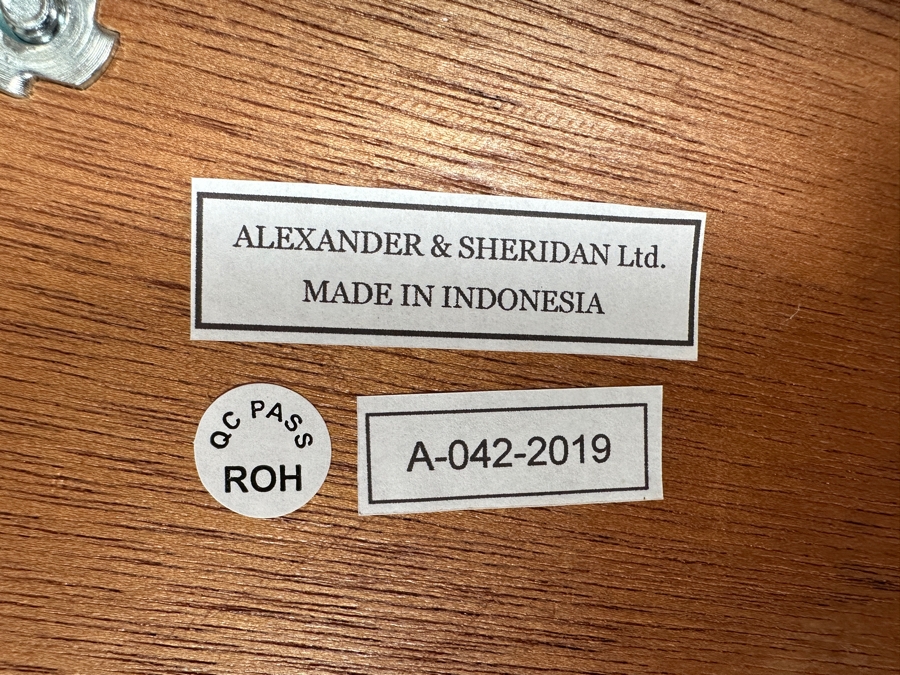 ALEXANDER & SHERIDAN Ltd.
MADE IN INDONESIA
QC PASS
ROH
A-042-2019